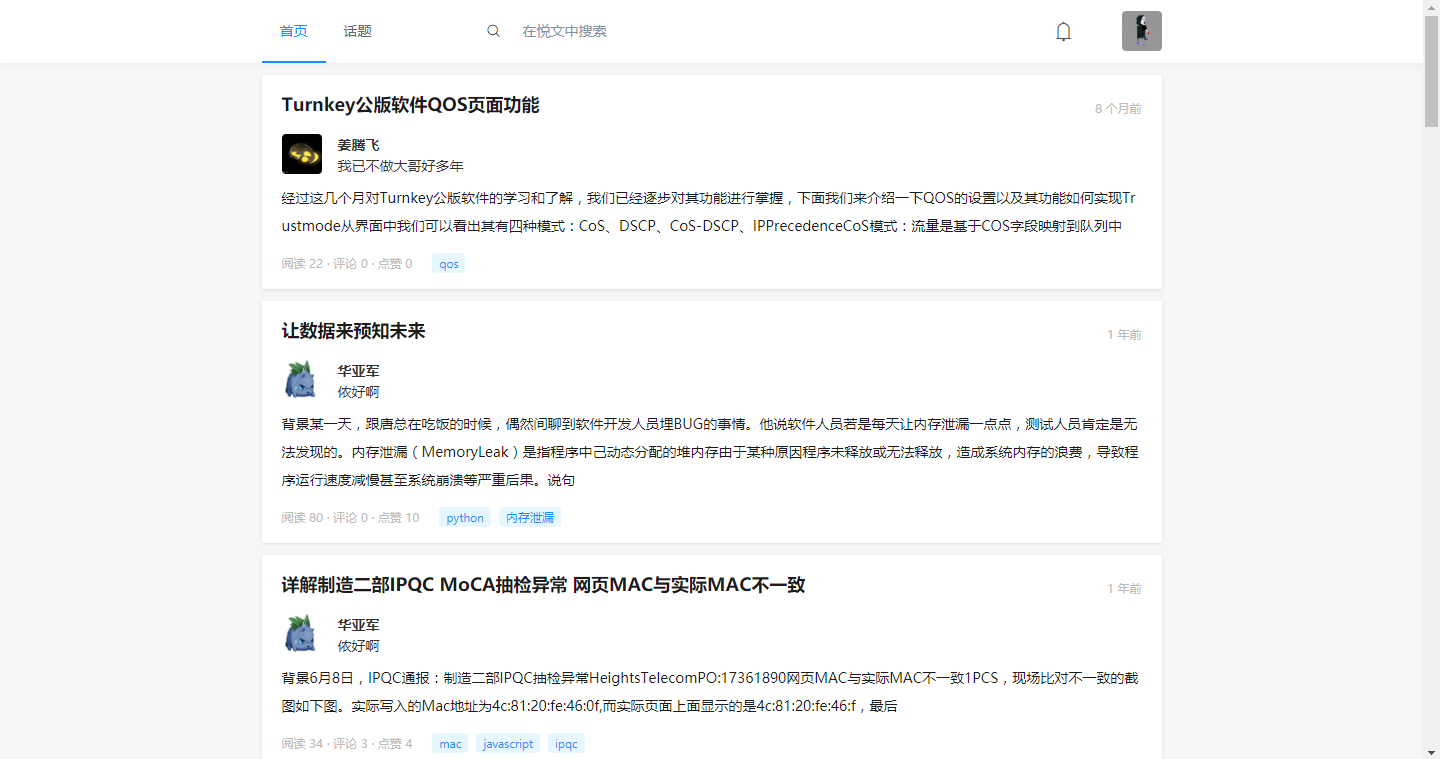 首页
话题
在悦文中搜索
Turnkey公版软件QOS页面功能
8 个月前
姜腾飞
我已不做大哥好多年
经过这几个月对Turnkey公版软件的学习和了解，我们已经逐步对其功能进行掌握，下面我们来介绍一下QOS的设置以及其功能如何实现Tr
ustmode从界面中我们可以看出其有四种模式：CoS、DSCP、CoS-DSCP、IPPrecedenceCoS模式：流量是基于COS字段映射到队列中
阅读 22 · 评论 0 · 点赞 0 qos
让数据来预知未来
1 年前
华亚军
侬好啊
背景某一天，跟唐总在吃饭的时候，偶然间聊到软件开发人员埋BUG的事情。他说软件人员若是每天让内存泄漏一点点，测试人员肯定是无
法发现的。内存泄漏（MemoryLeak）是指程序中己动态分配的堆内存由于某种原因程序未释放或无法释放，造成系统内存的浪费，导致程
序运行速度减慢甚至系统崩溃等严重后果。说句
阅读 80 · 评论 0 · 点赞 10 python 内存泄漏
详解制造二部IPQC MoCA抽检异常 网页MAC与实际MAC不一致
1 年前
华亚军
侬好啊
背景6月8日，IPQC通报：制造二部IPQC抽检异常HeightsTelecomPO:17361890网页MAC与实际MAC不一致1PCS，现场比对不一致的截
图如下图。实际写入的Mac地址为4c:81:20:fe:46:0f,而实际页面上面显示的是4c:81:20:fe:46:f，最后
阅读 34 · 评论 3 · 点赞 4 mac javascript ipqc